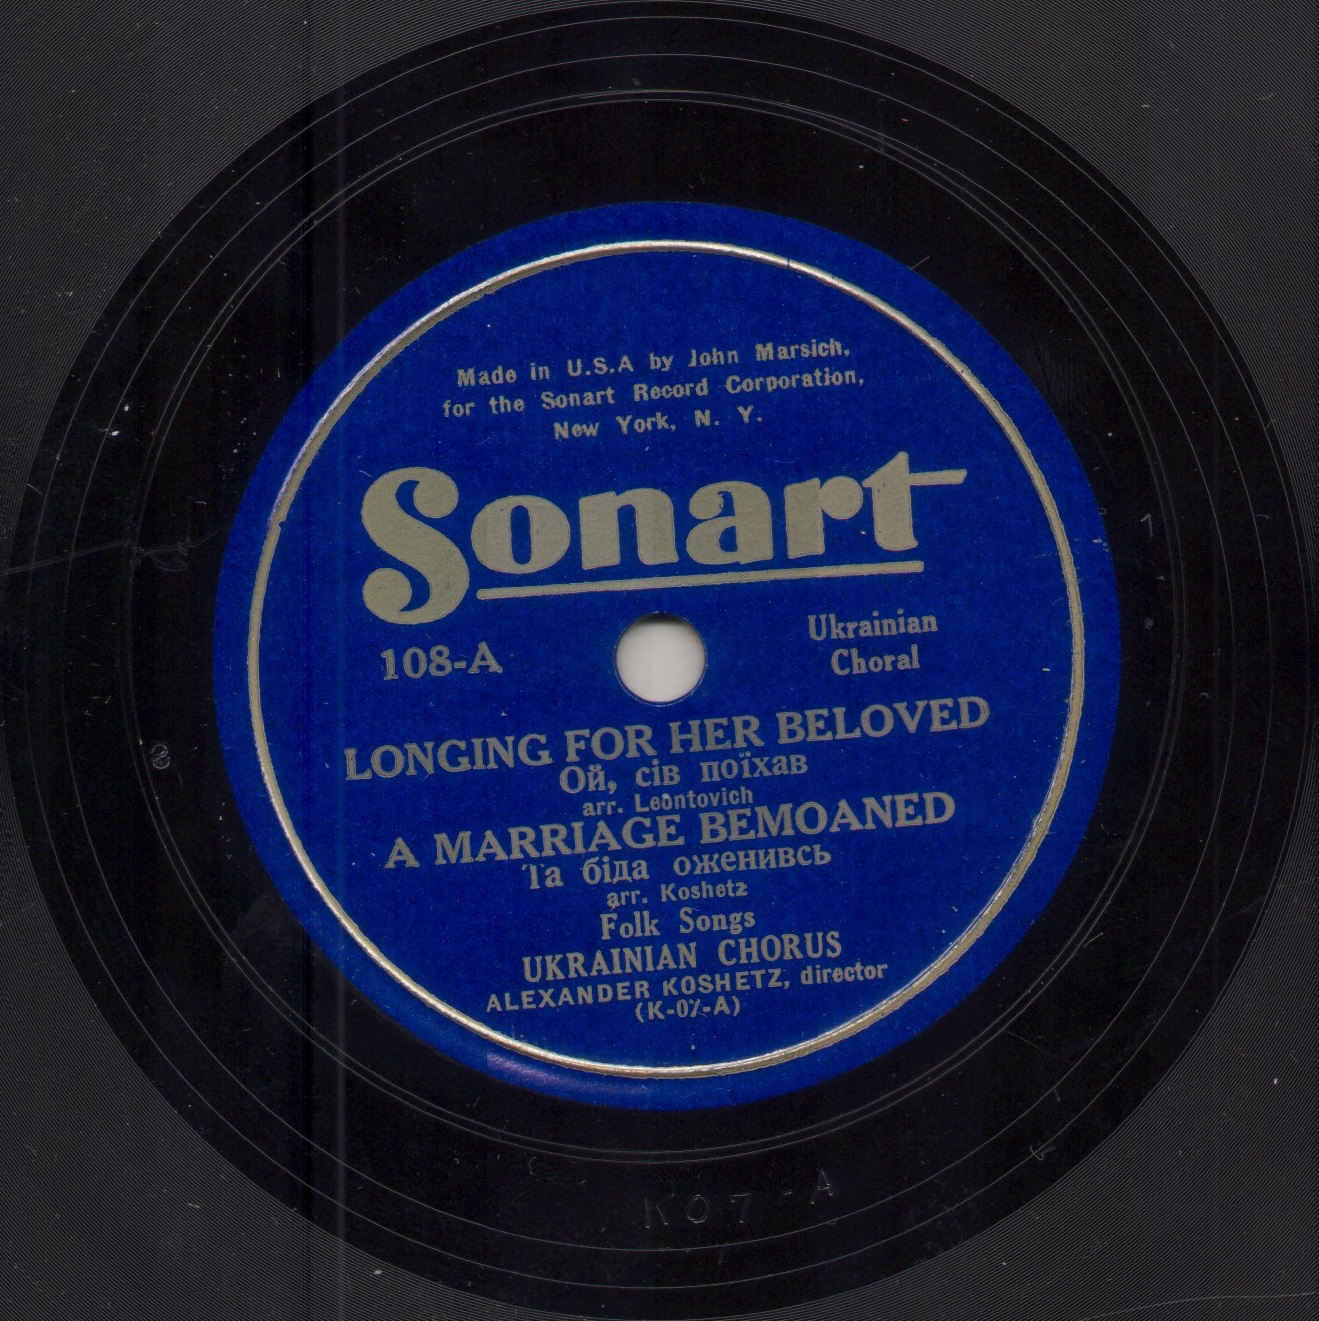 Made in U.S.A by John Marsich,
for the Sonart Record Corporation,
New York, N. Y.
Sonart
108-A
Ukrainian
Choral
LONGING FOR HER BELOVED
Ой, сів поїхав
arr. Leontovich
A MARRIAGE BEMOANED
Та біда оженивсь
arr. Koshetz
Folk Songs
UKRAINIAN CHORUS
ALEXANDER KOSHETZ, director
(K-07-A)
K07-A